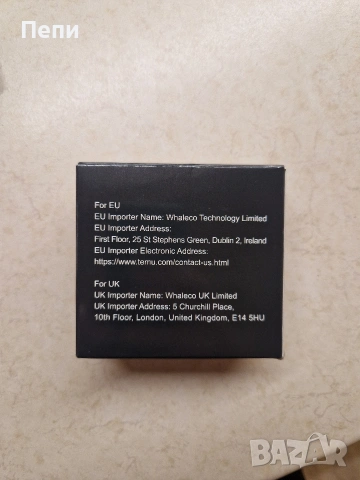 Пепи
For EU
EU Importer Name: Whaleco Technology Limited
EU Importer Address:
First Floor, 25 St Stephens Green, Dublin 2, Ireland
EU Importer Electronic Address:
https://www.temu.com/contact-us.html
For UK
UK Importer Name: Whaleco UK Limited
UK Importer Address: 5 Churchill Place,
10th Floor, London, United Kingdom, E14 5HU
BAZAR